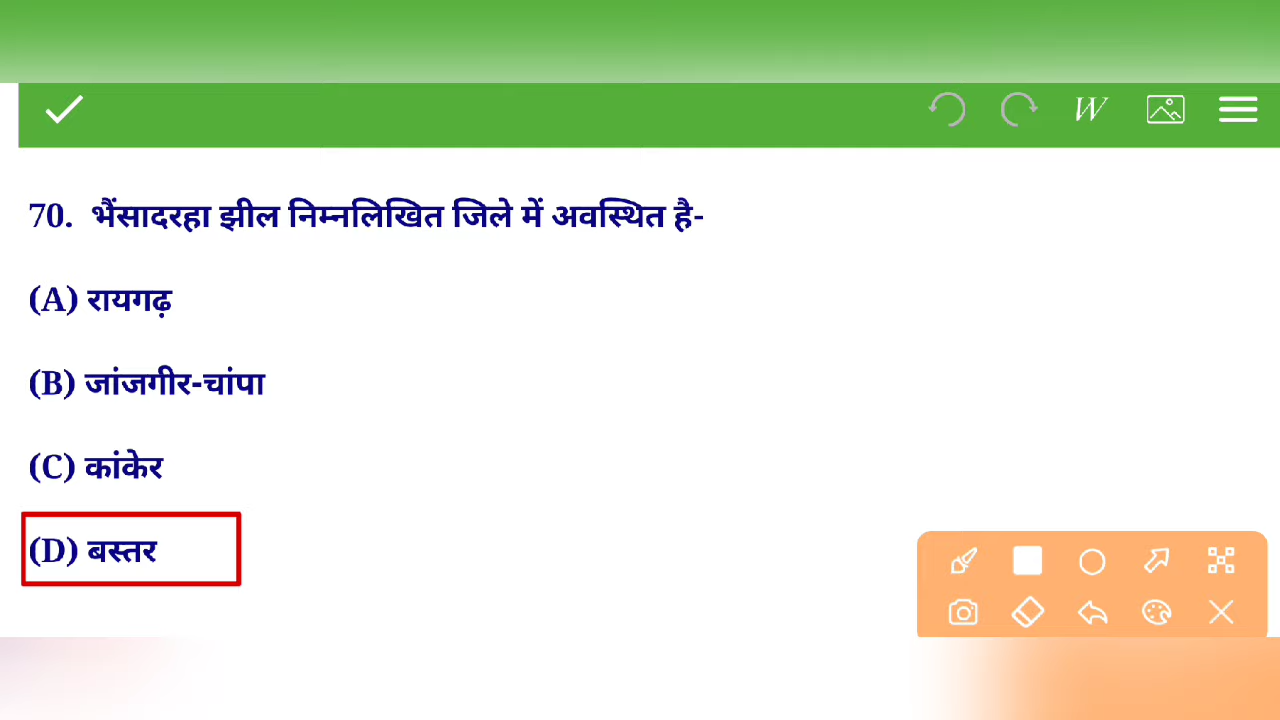 W
70. भैंसादरहा झील निम्नलिखित जिले में अवस्थित है-
(A) रायगढ़
(B) जांजगीर-चांपा
(C) कांकेर
(D) बस्तर